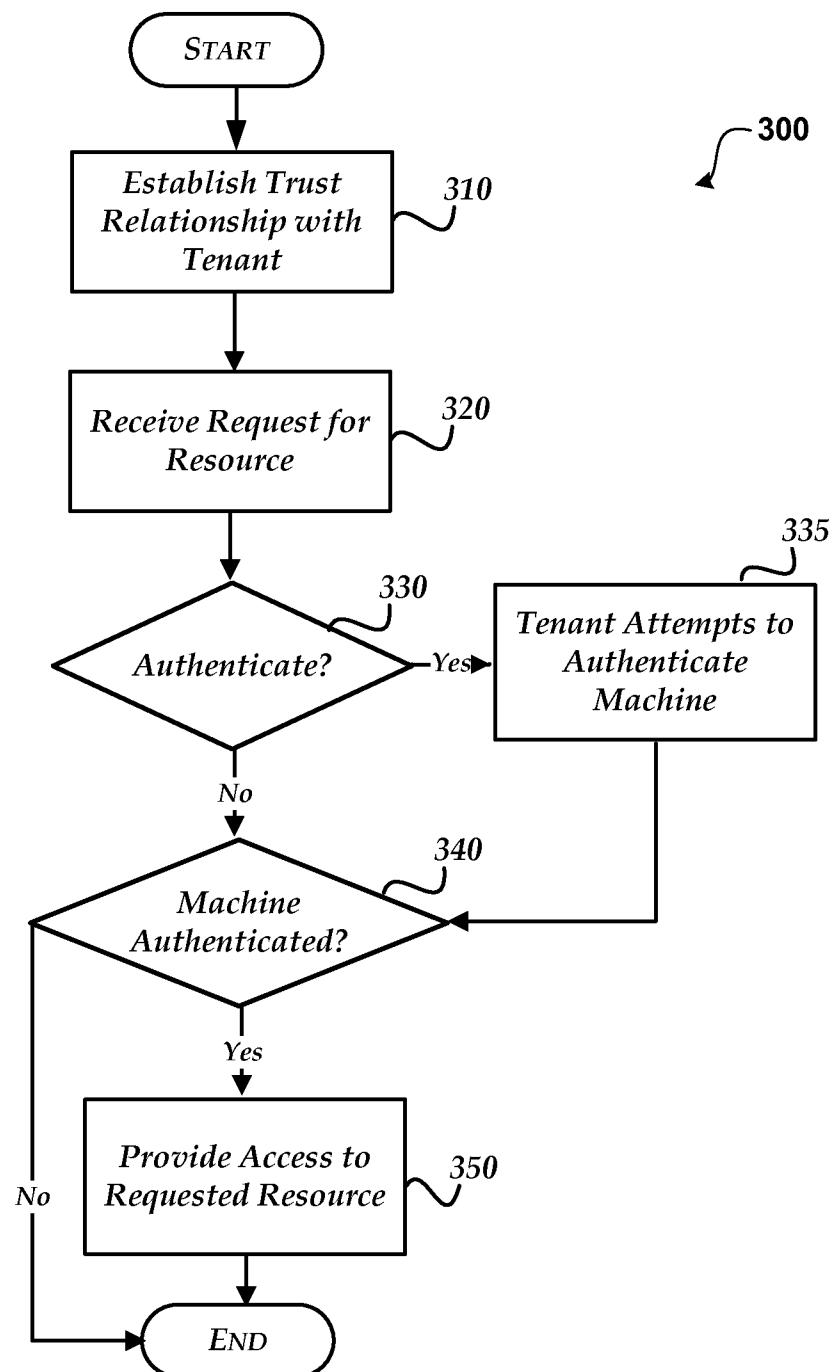 START
300
Establish Trust
Relationship with
Tenant
310
Receive Request for
Resource
320
335
330
Authenticate?
Yes
Tenant Attempts to
Authenticate
Machine
No
340
Machine
Authenticated?
Yes
Provide Access to
Requested Resource
350
No
END